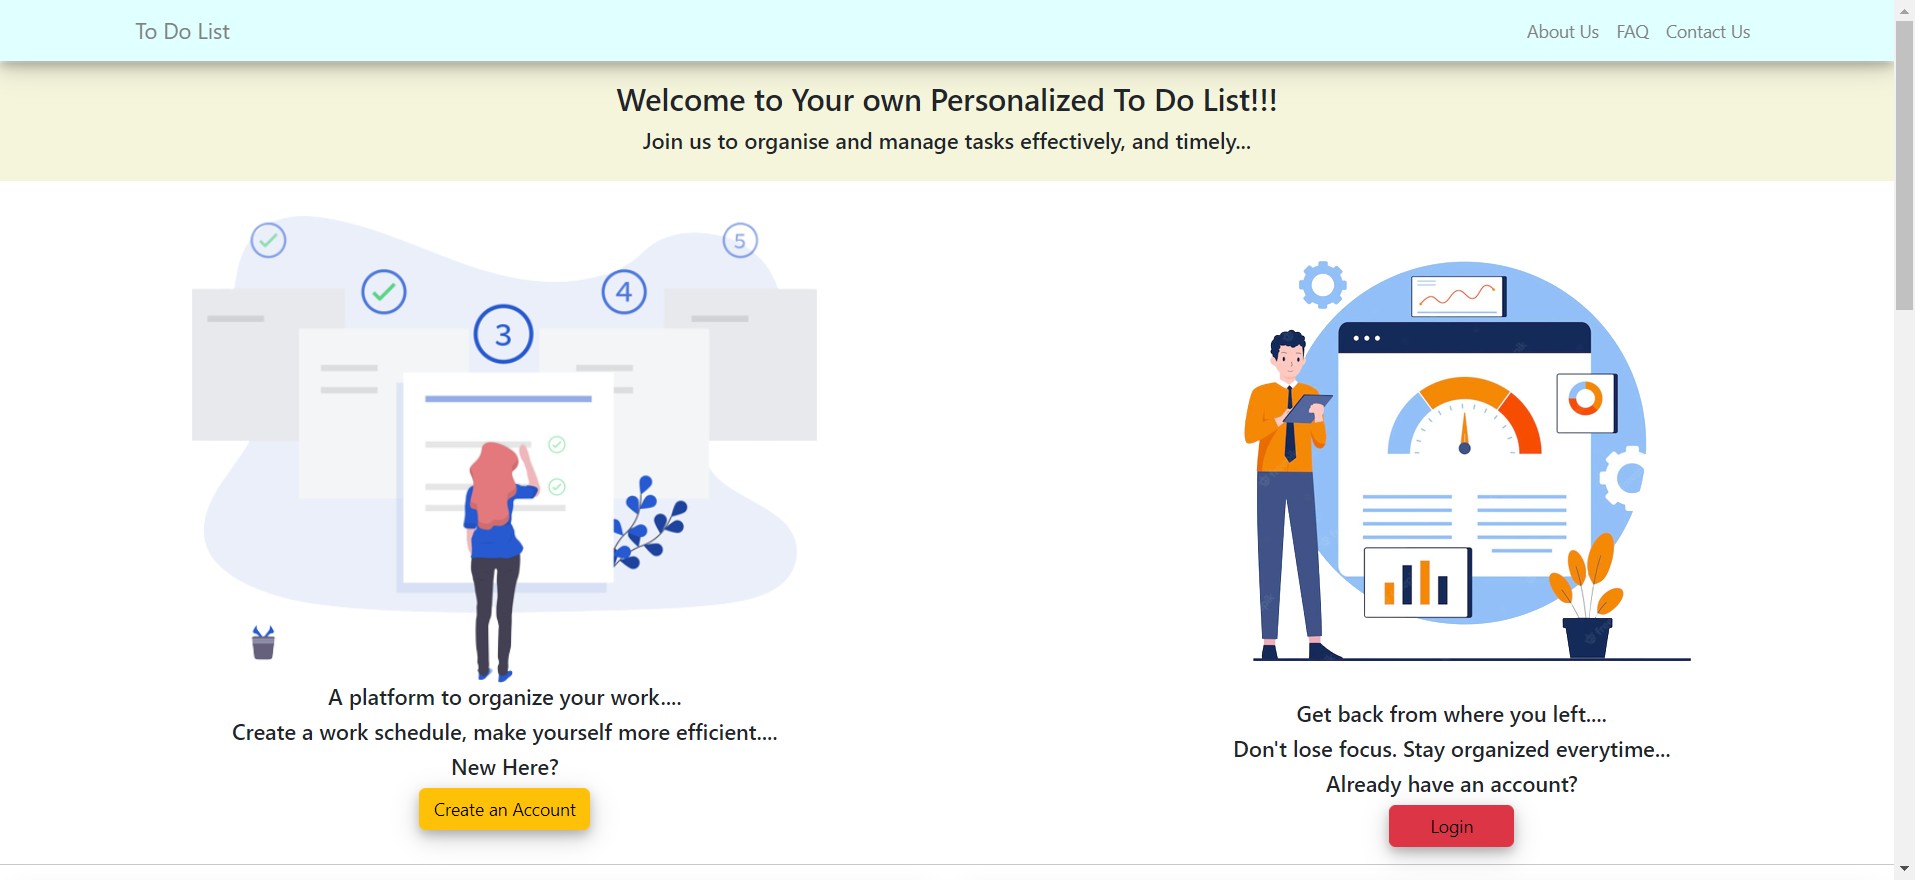 To Do List
About Us FAQ Contact Us
Welcome to Your own Personalized To Do List!!!
Join us to organise and manage tasks effectively, and timely...
5
4
3
A platform to organize your work....
Create a work schedule, make yourself more efficient....
New Here?
Create an Account
Get back from where you left....
Don't lose focus. Stay organized everytime...
Already have an account?
Login